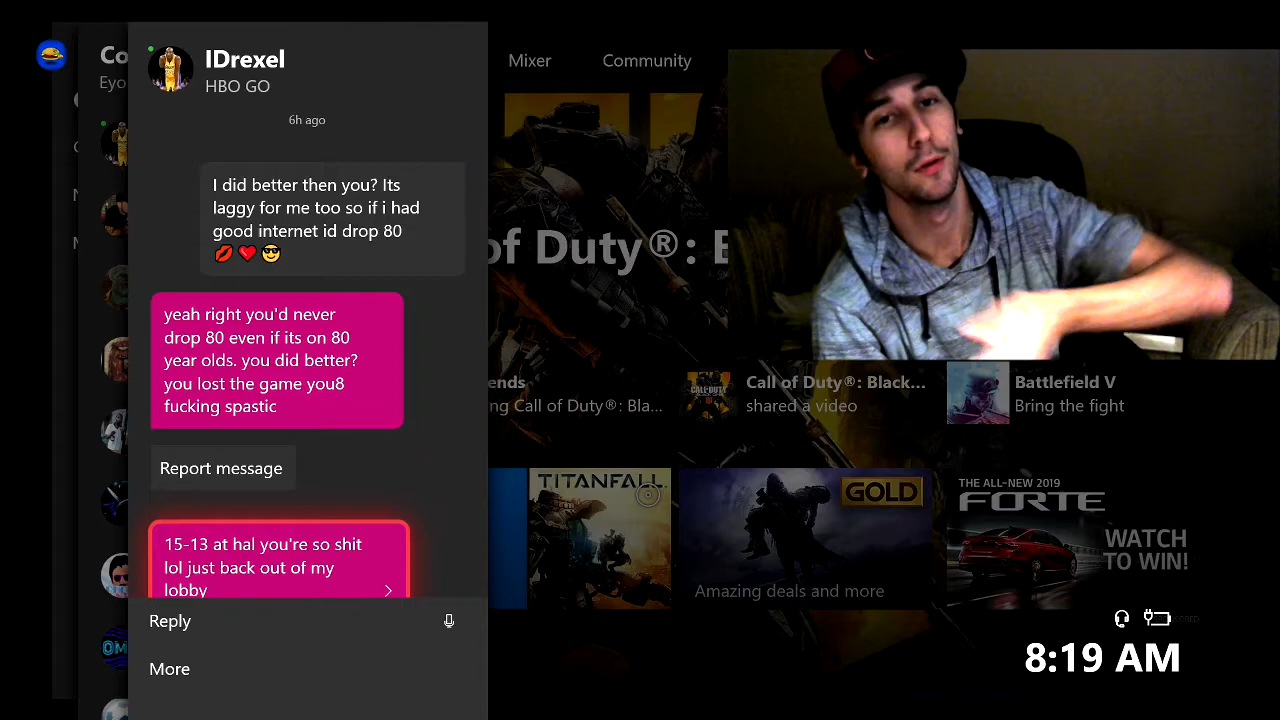 Co
Eyo
IDrexel
HBO GO
6h ago
I did better then you? Its
laggy for me too so if i had
good internet id drop 80
💋 ❤️ 😎
yeah right you'd never
drop 80 even if its on 80
year olds. you did better?
you lost the game you8
fucking spastic
Report message
15-13 at hal you're so shit
lol just back out of my
lobby
Reply
More
Mixer
Community
of Duty®: B
ends
ng Call of Duty®: Bla...
CALL OF DUTY
Call of Duty®: Black...
shared a video
Battlefield V
Bring the fight
TITANFALL
GOLD
Amazing deals and more
THE ALL-NEW 2019
FORTE
WATCH
TO WIN!
8:19 AM